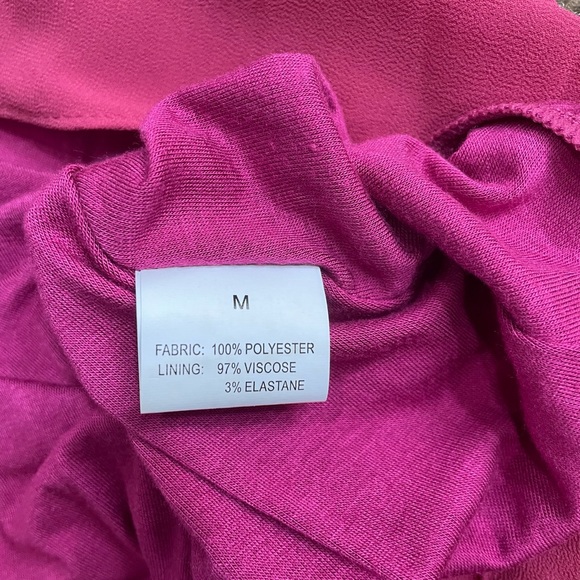 M
FABRIC: 100% POLYESTER
LINING: 97% VISCOSE
3% ELASTANE